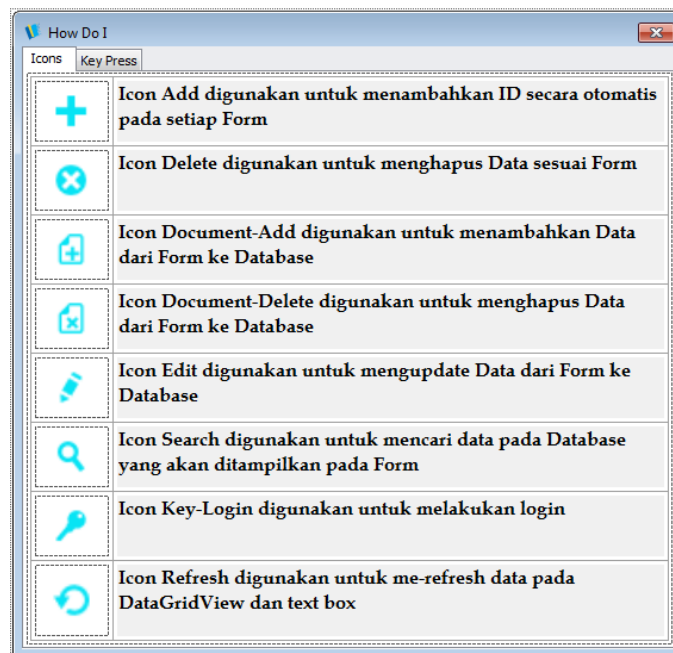 How Do I
Icons
Key Press
Icon Add digunakan untuk menambahkan ID secara otomatis
pada setiap Form
Icon Delete digunakan untuk menghapus Data sesuai Form
Icon Document-Add digunakan untuk menambahkan Data
dari Form ke Database
Icon Document-Delete digunakan untuk menghapus Data
dari Form ke Database
Icon Edit digunakan untuk mengupdate Data dari Form ke
Database
Icon Search digunakan untuk mencari data pada Database
yang akan ditampilkan pada Form
Icon Key-Login digunakan untuk melakukan login
Icon Refresh digunakan untuk me-refresh data pada
DataGridView dan text box